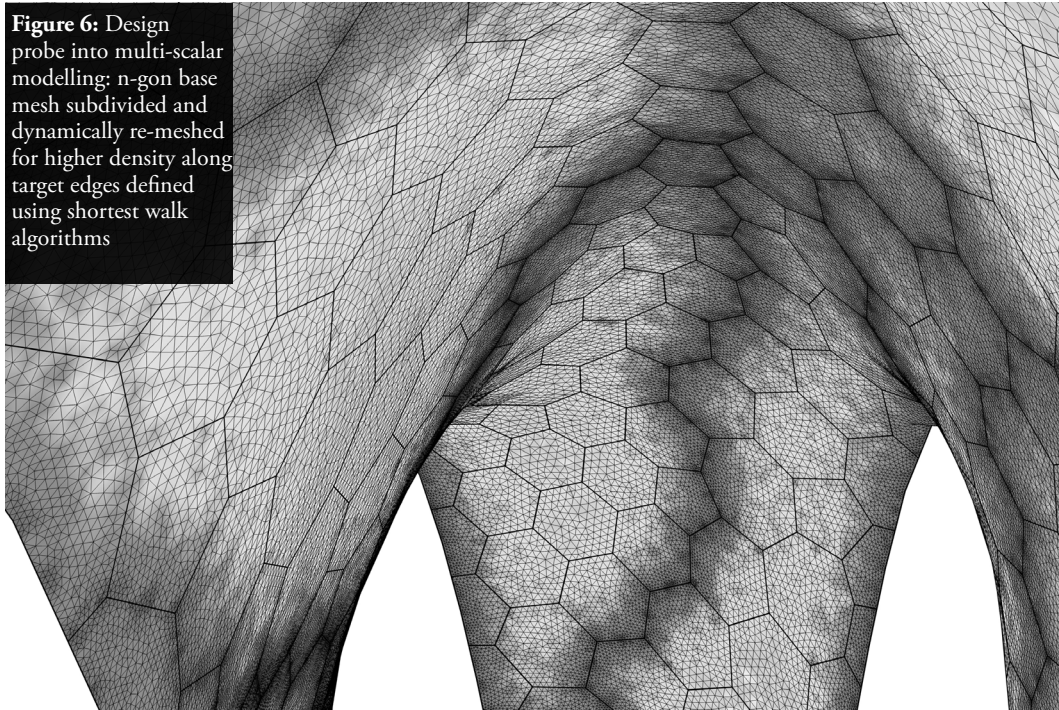 Figure 6: Design
probe into multi-scalar
modelling: n-gon base
mesh subdivided and
dynamically re-meshed
for higher density along
target edges defined
using shortest walk
algorithms